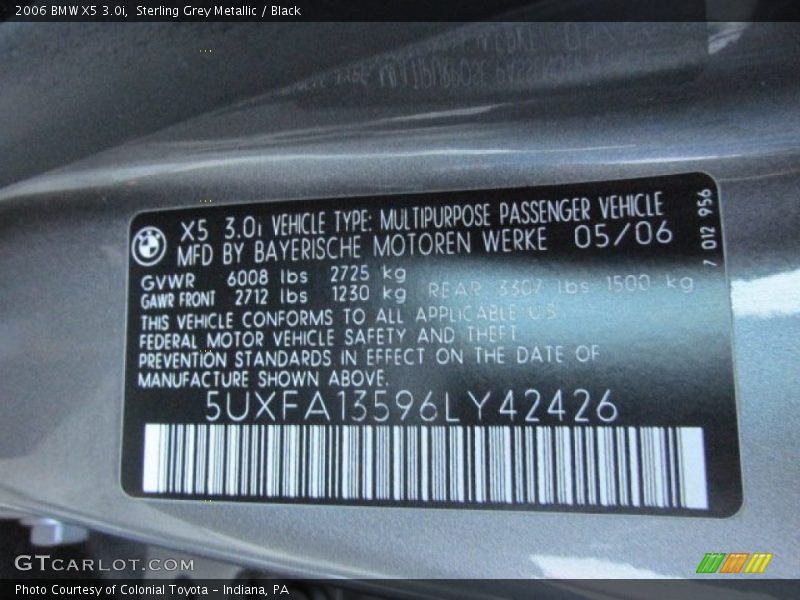 2006 BMW X5 3.0i,  Sterling Grey Metallic / Black
X5 3.0i VEHICLE TYPE: MULTIPURPOSE PASSENGER VEHICLE
MFD BY BAYERISCHE MOTOREN WERKE 05/06
7 012 956
GVWR 6008 lbs 2725 kg
GAWR FRONT 2712 lbs 1230 kg REAR 3307 lbs 1500 kg
THIS VEHICLE CONFORMS TO ALL APPLICABLE US
FEDERAL MOTOR VEHICLE SAFETY AND THEFT
PREVENTION STANDARDS IN EFFECT ON THE DATE OF
MANUFACTURE SHOWN ABOVE.
5UXFA13596LY42426
GTCARLOT.COM
Photo Courtesy of Colonial Toyota - Indiana, PA